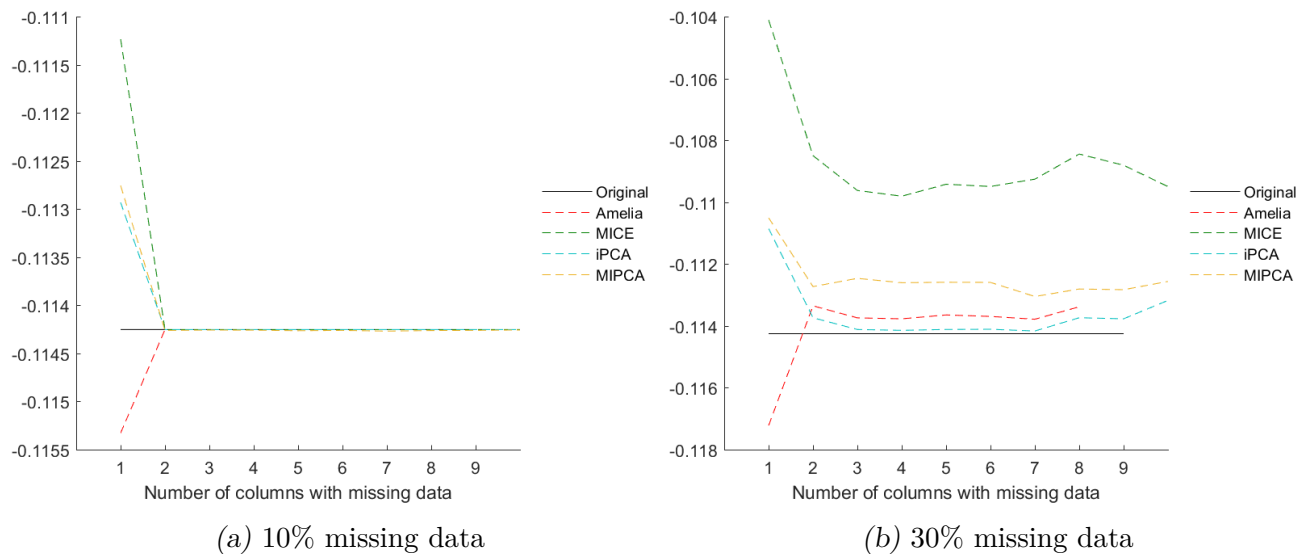 -0.111
-0.1115
-0.112
-0.1125
-0.113
-0.1135
-0.114
-0.1145
-0.115
-0.1155
1 2 3 4 5 6 7 8 9
Number of columns with missing data
Original
Amelia
MICE
iPCA
MIPCA
(a) 10% missing data
-0.104
-0.106
-0.108
-0.11
-0.112
-0.114
-0.116
-0.118
1 2 3 4 5 6 7 8 9
Number of columns with missing data
Original
Amelia
MICE
iPCA
MIPCA
(b) 30% missing data